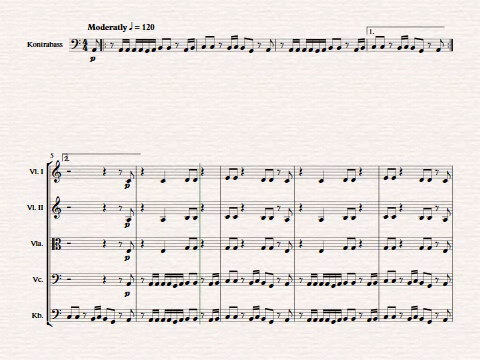 Moderatly ♩ = 120
Kontrabass
1.
p
5
2.
Vl. I
p
Vl. II
p
Vla.
p
Vc.
p
Kb.